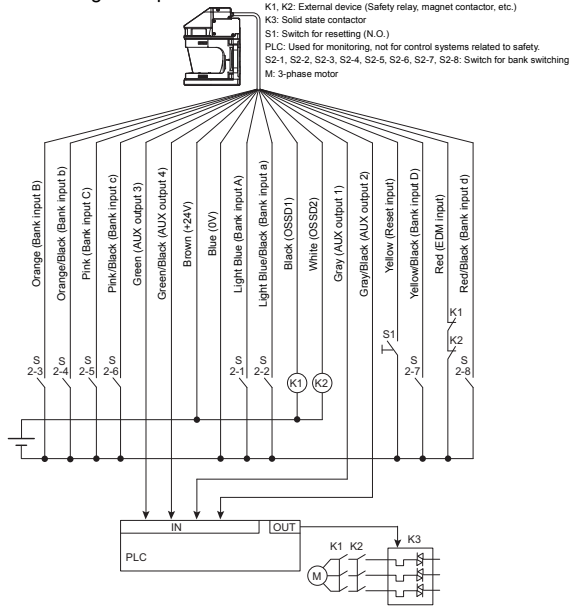 K1, K2: External device (Safety relay, magnet contactor, etc.)
K3: Solid state contactor
S1: Switch for resetting (N.O.)
PLC: Used for monitoring, not for control systems related to safety.
S2-1, S2-2, S2-3, S2-4, S2-5, S2-6, S2-7, S2-8: Switch for bank switching
M: 3-phase motor
Orange (Bank input B)
Orange/Black (Bank input b)
Pink (Bank input C)
Pink/Black (Bank input c)
Green (AUX output 3)
Green/Black (AUX output 4)
Brown (+24V)
Blue (0V)
Light Blue (Bank input A)
Light Blue/Black (Bank input a)
Black (OSSD1)
White (OSSD2)
Gray (AUX output 1)
Gray/Black (AUX output 2)
Yellow (Reset input)
Yellow/Black (Bank input D)
Red (EDM input)
Red/Black (Bank input d)
K1
S1
K2
S
2-3
S
2-4
S
2-5
S
2-6
S
2-1
S
2-2
S
2-7
S
2-8
K1
K2
IN
OUT
PLC
K1
K2
K3
M